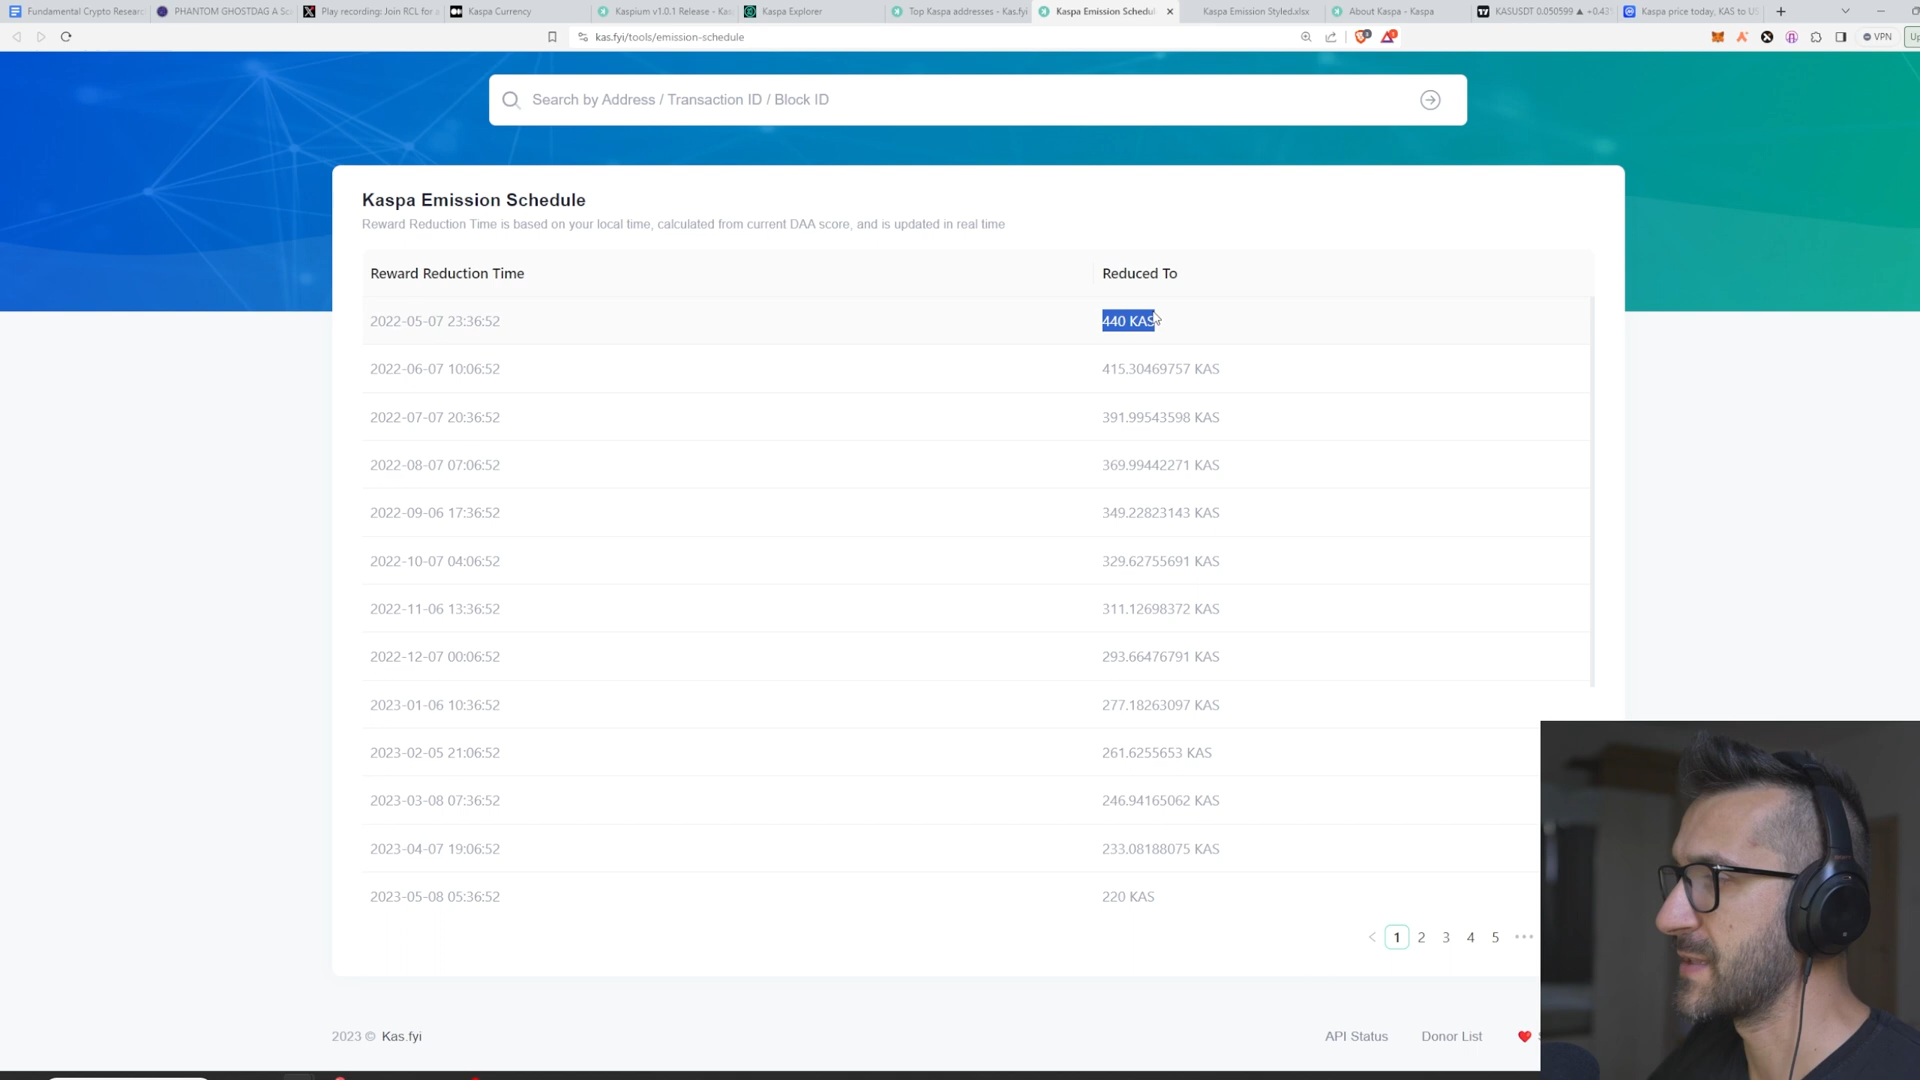 Fundamental Crypto Researc
PHANTOM GHOSTDAG A Sca
Play recording: Join RCL for a
Kaspa Currency
Kaspium v1.0.1 Release - Kas
Kaspa Explorer
Top Kaspa addresses - Kas.fyi
Kaspa Emission Schedul
Kaspa Emission Styled.xlsx
About Kaspa - Kaspa
KASUSDT 0.050599 ▲ +0.43
Kaspa price today, KAS to US
kas.fyi/tools/emission-schedule
VPN
Up
Search by Address / Transaction ID / Block ID
Kaspa Emission Schedule
Reward Reduction Time is based on your local time, calculated from current DAA score, and is updated in real time
Reward Reduction Time Reduced To
2022-05-07 23:36:52 440 KAS
2022-06-07 10:06:52 415.30469757 KAS
2022-07-07 20:36:52 391.99543598 KAS
2022-08-07 07:06:52 369.99442271 KAS
2022-09-06 17:36:52 349.22823143 KAS
2022-10-07 04:06:52 329.62755691 KAS
2022-11-06 13:36:52 311.12698372 KAS
2022-12-07 00:06:52 293.66476791 KAS
2023-01-06 10:36:52 277.18263097 KAS
2023-02-05 21:06:52 261.6255653 KAS
2023-03-08 07:36:52 246.94165062 KAS
2023-04-07 19:06:52 233.08188075 KAS
2023-05-08 05:36:52 220 KAS
< 1 2 3 4 5 •••
2023 © Kas.fyi API Status Donor List